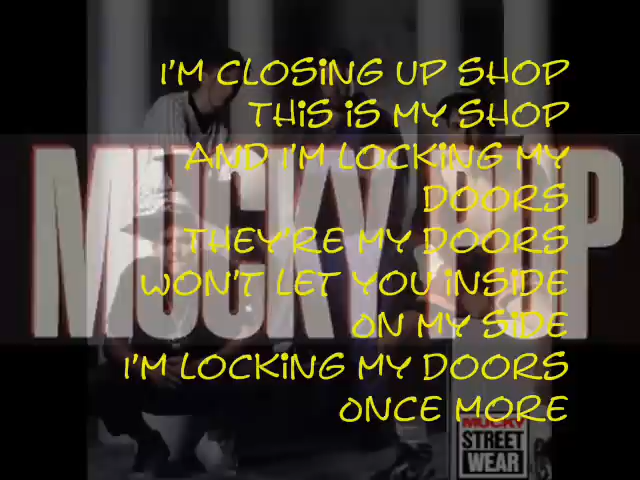 I'M CLOSING UP SHOP
THIS IS MY SHOP
AND I'M LOCKING MY
DOORS
THEY'RE MY DOORS
WON'T LET YOU INSIDE
ON MY SIDE
I'M LOCKING MY DOORS
ONCE MORE
MUCKY PUP
MUCKY
STREET
WEAR